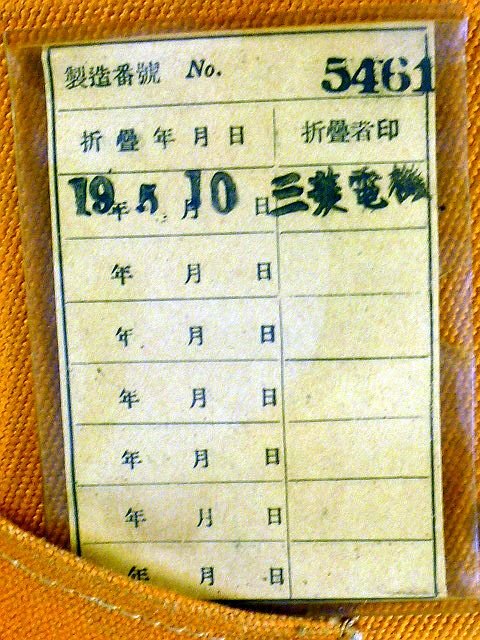 製造番號 No. 5461
折疊年月日 折疊者印
19年5月10日 三菱電機
年 月 日
年 月 日
年 月 日
年 月 日
年 月 日
年 月 日